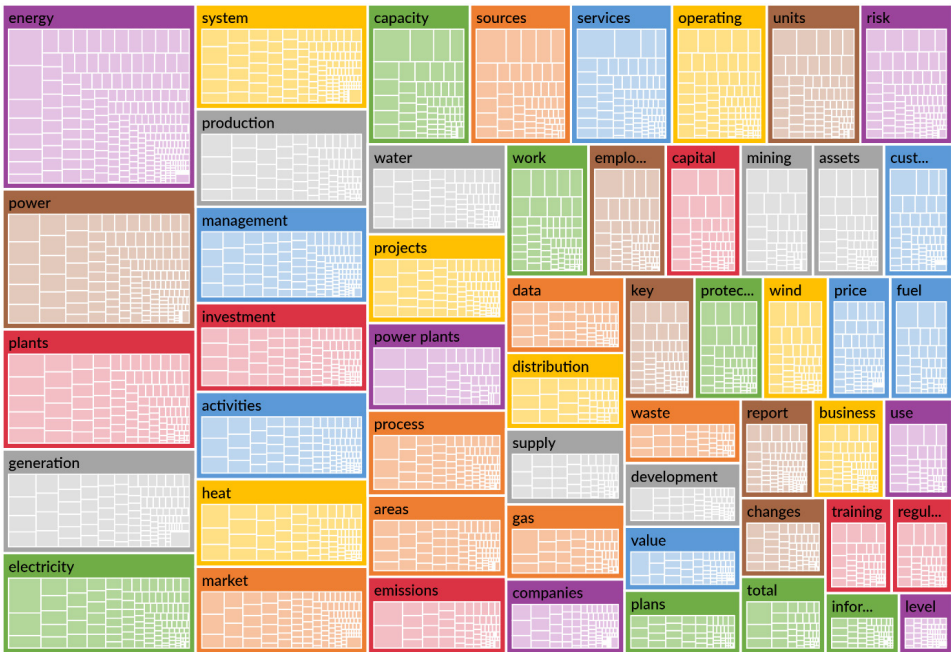 energy
system
capacity
sources
services
operating
units
risk
production
water
work
emplo...
capital
mining
assets
cust...
power
management
projects
data
key
protec...
wind
price
fuel
plants
investment
power plants
distribution
activities
process
supply
waste
report
business
use
generation
development
heat
areas
gas
value
changes
training
regul...
electricity
market
emissions
companies
plans
total
infor...
level